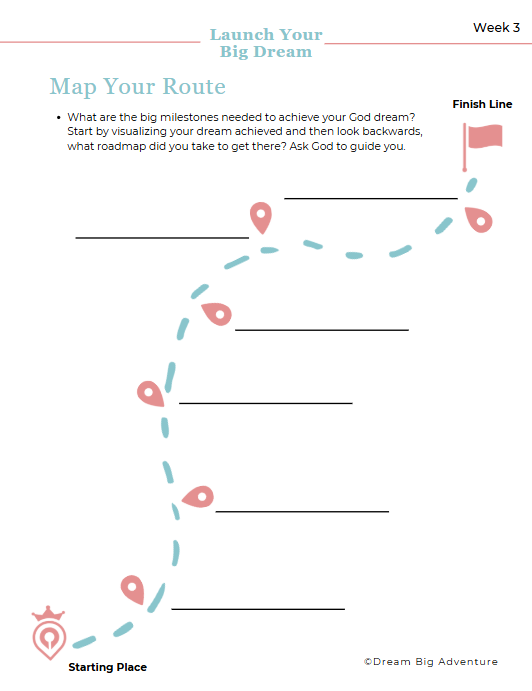 Week 3
Launch Your
Big Dream
Map Your Route
• What are the big milestones needed to achieve your God dream?
Start by visualizing your dream achieved and then look backwards,
what roadmap did you take to get there? Ask God to guide you.
Finish Line
Starting Place
©Dream Big Adventure